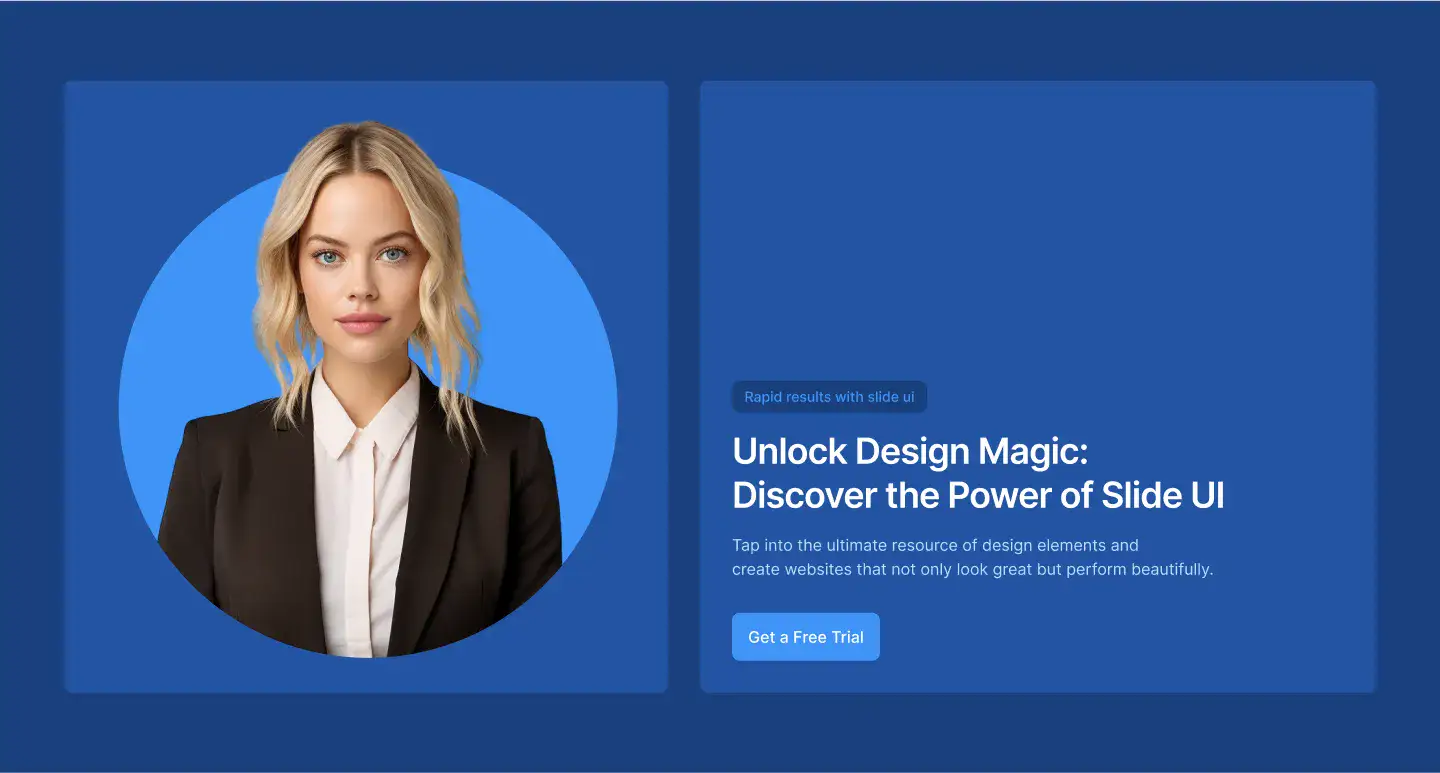 Rapid results with slide ui
Unlock Design Magic:
Discover the Power of Slide UI
Tap into the ultimate resource of design elements and
create websites that not only look great but perform beautifully.
Get a Free Trial